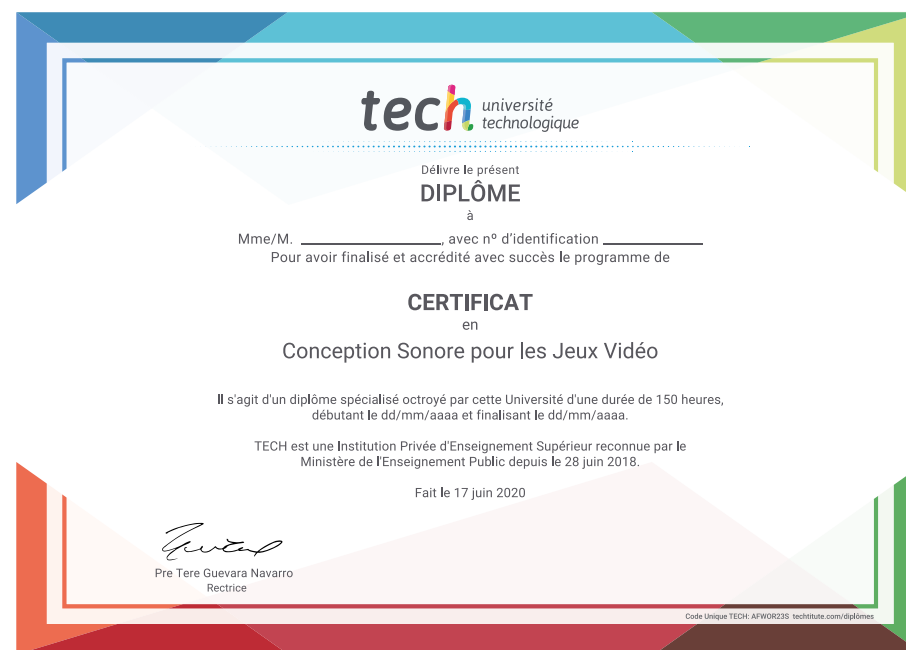 tech université
technologique
Délivre le présent
DIPLÔME
à
Mme/M. ____________________, avec nº d'identification ______________
Pour avoir finalisé et accrédité avec succès le programme de
CERTIFICAT
en
Conception Sonore pour les Jeux Vidéo
Il s'agit d'un diplôme spécialisé octroyé par cette Université d'une durée de 150 heures,
débutant le dd/mm/aaaa et finalisant le dd/mm/aaaa.
TECH est une Institution Privée d'Enseignement Supérieur reconnue par le
Ministère de l'Enseignement Public depuis le 28 juin 2018.
Fait le 17 juin 2020
Pre Tere Guevara Navarro
Rectrice
Code Unique TECH: AFWOR23S techtitute.com/diplômes